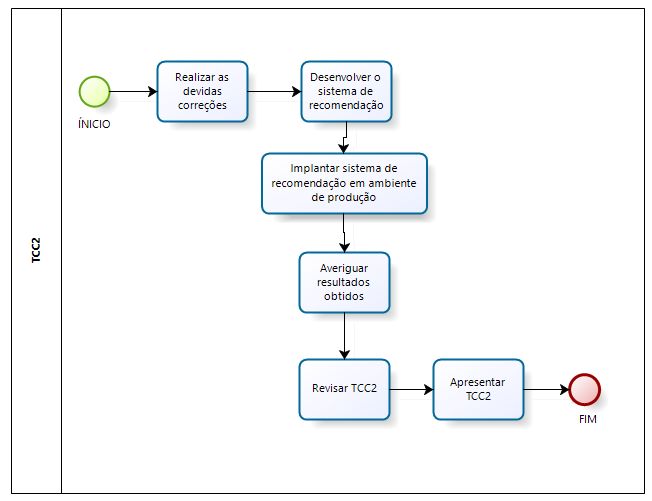 TCC2
ÍNICIO
Realizar as
devidas
correções
Desenvolver o
sistema de
recomendação
Implantar sistema de
recomendação em ambiente
de produção
Averiguar
resultados
obtidos
Revisar TCC2
Apresentar
TCC2
FIM